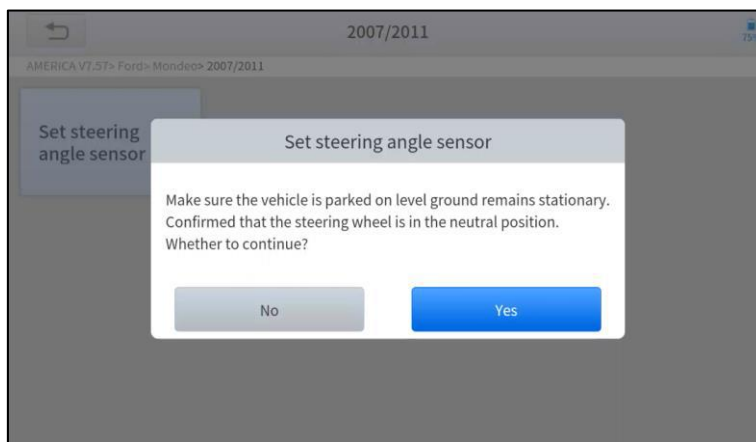 2007/2011
75%
AMERICA V7.57> Ford> Mondeo> 2007/2011
Set steering
angle sensor
Set steering angle sensor
Make sure the vehicle is parked on level ground remains stationary.
Confirmed that the steering wheel is in the neutral position.
Whether to continue?
No
Yes